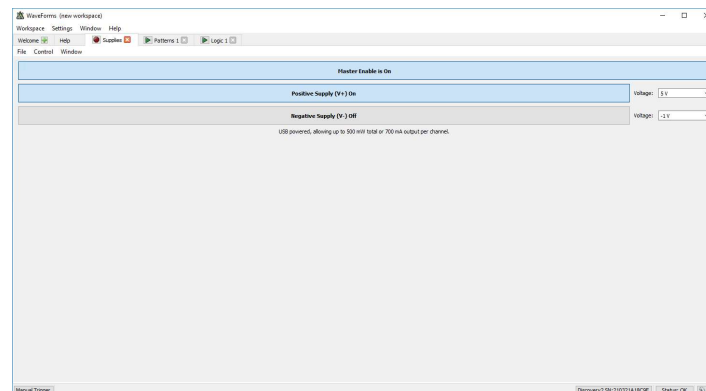 WaveForms (new workspace)
Workspace Settings Window Help
Welcome Help Supplies Patterns 1 Logic 1
File Control Window
Master Enable is On
Positive Supply (V+) On Voltage: 5 V
Negative Supply (V-) Off Voltage: -1 V
USB powered, allowing up to 500 mW total or 700 mA output per channel.
Manual Trigger Status: OK